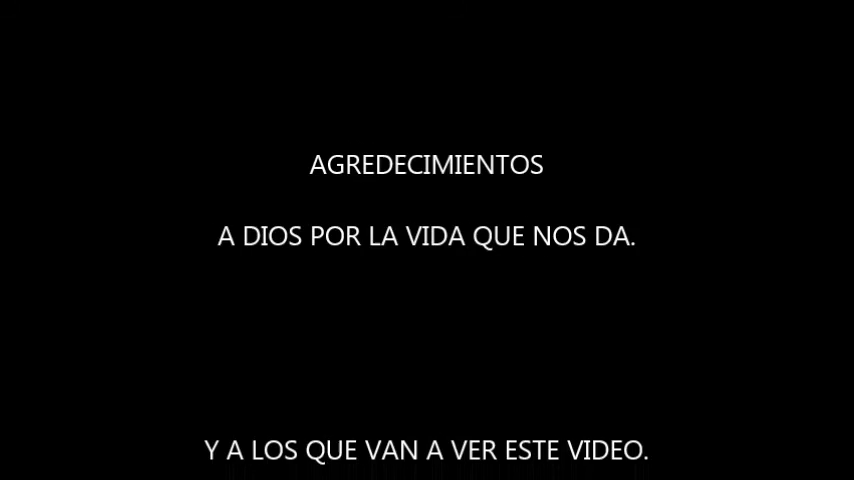 AGREDECIMIENTOS
A DIOS POR LA VIDA QUE NOS DA.
Y A LOS QUE VAN A VER ESTE VIDEO.